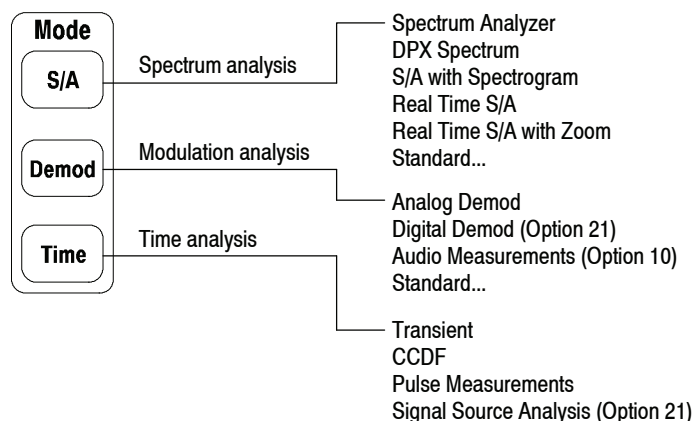 Mode
S/A
Spectrum analysis
Spectrum Analyzer
DPX Spectrum
S/A with Spectrogram
Real Time S/A
Real Time S/A with Zoom
Standard...
Demod
Modulation analysis
Analog Demod
Digital Demod (Option 21)
Audio Measurements (Option 10)
Standard...
Time
Time analysis
Transient
CCDF
Pulse Measurements
Signal Source Analysis (Option 21)